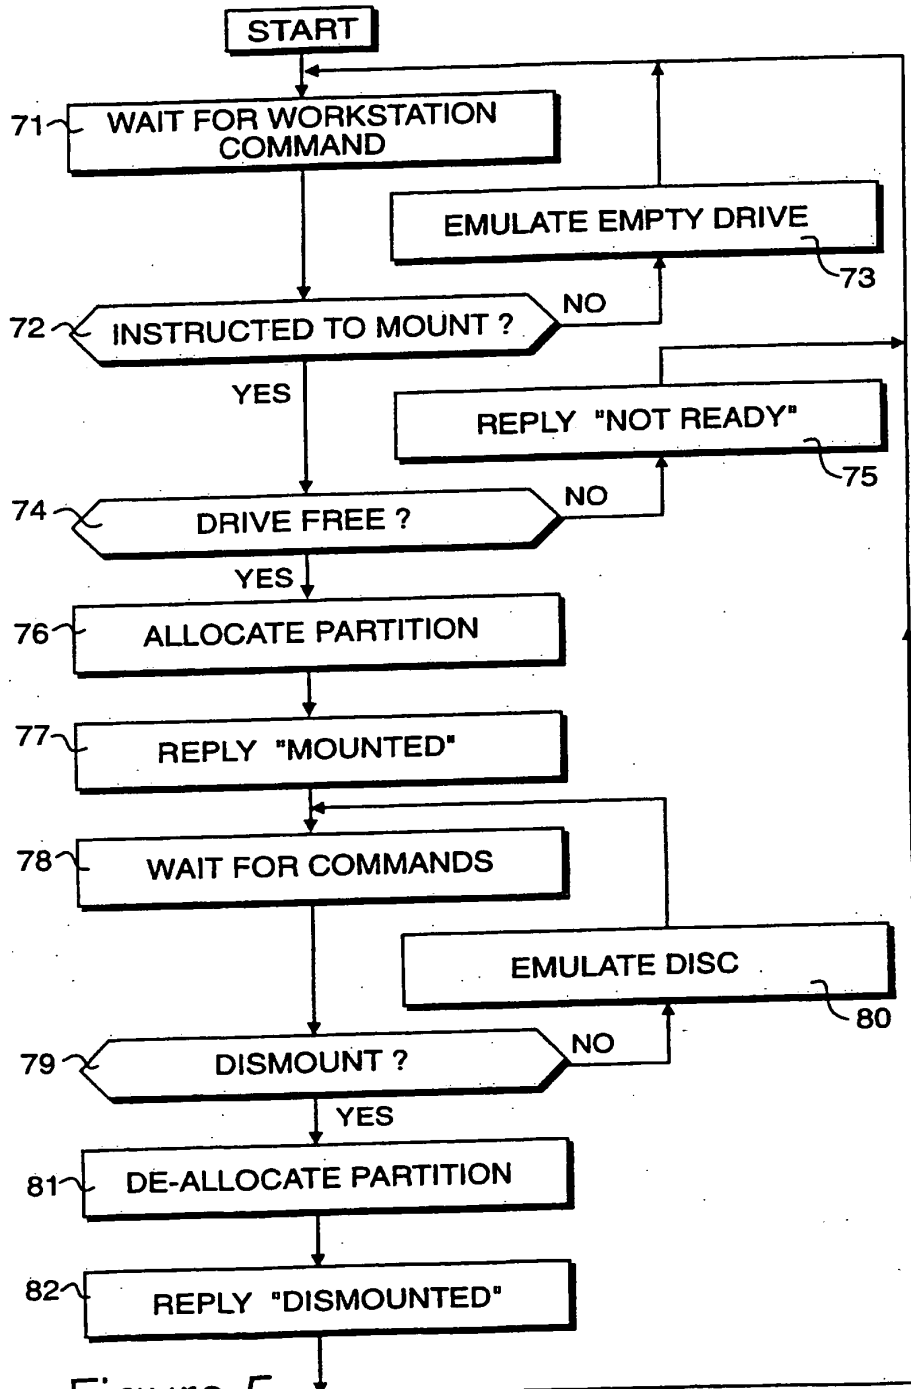 START
71
WAIT FOR WORKSTATION
COMMAND
EMULATE EMPTY DRIVE
73
72
INSTRUCTED TO MOUNT ?
NO
YES
REPLY "NOT READY"
75
74
DRIVE FREE ?
NO
YES
76
ALLOCATE PARTITION
77
REPLY "MOUNTED"
78
WAIT FOR COMMANDS
EMULATE DISC
80
79
DISMOUNT ?
NO
YES
81
DE-ALLOCATE PARTITION
82
REPLY "DISMOUNTED"
Figure 5